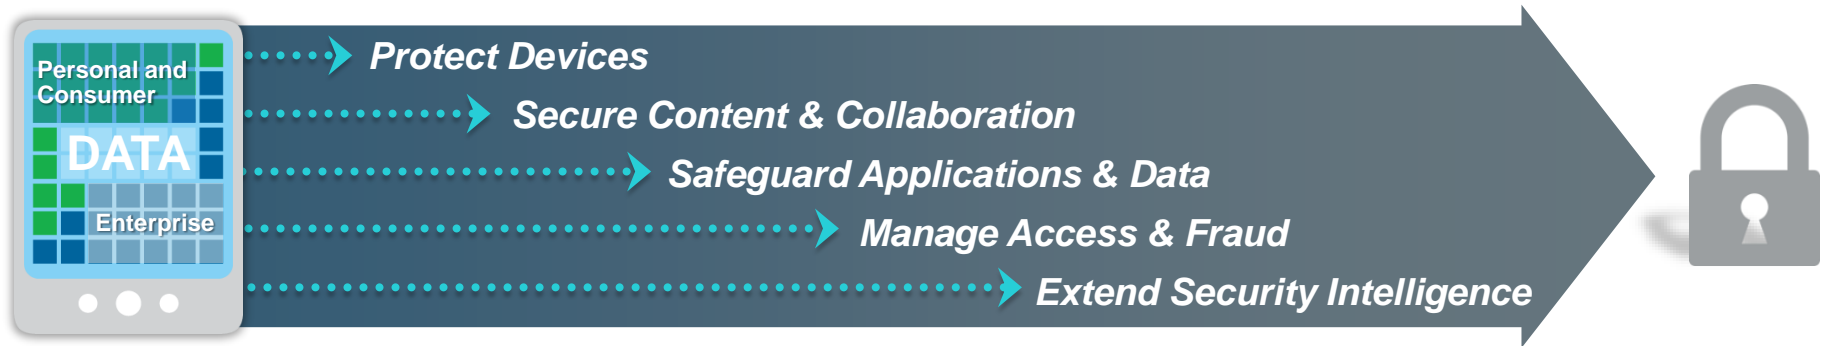 Personal and
Consumer
DATA
Enterprise
Protect Devices
Secure Content & Collaboration
Safeguard Applications & Data
Manage Access & Fraud
Extend Security Intelligence